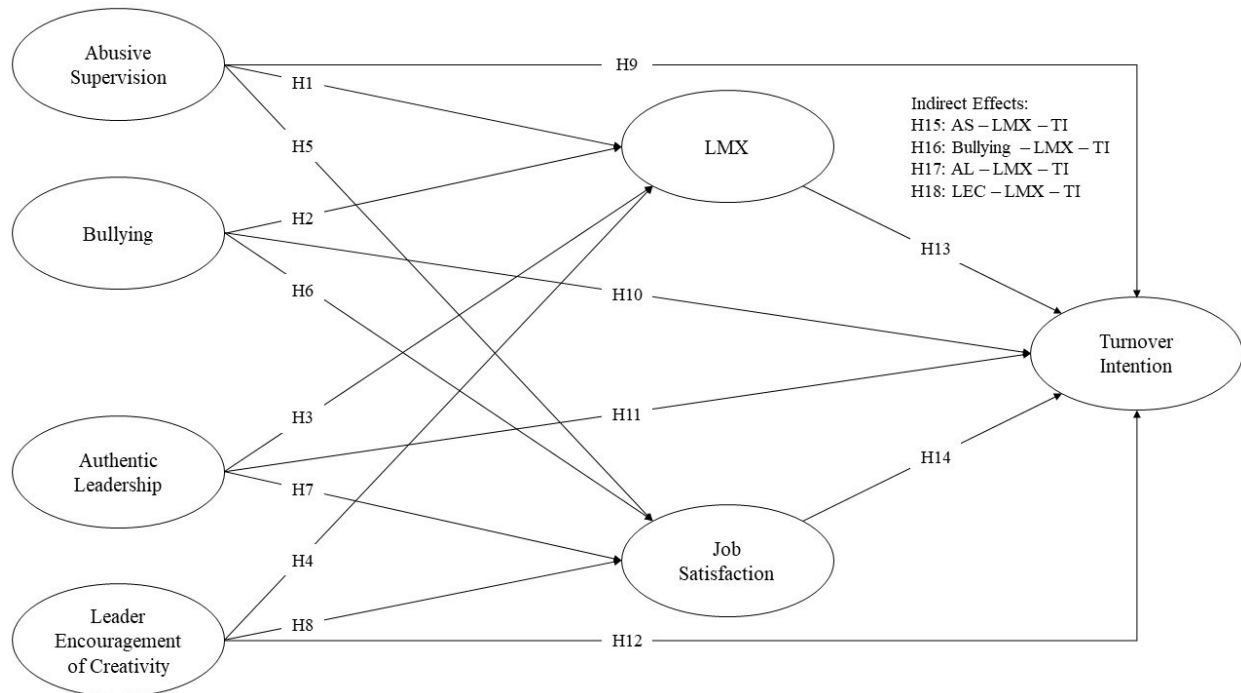 Abusive
Supervision
H9
H1
Indirect Effects:
H15: AS – LMX – TI
H16: Bullying – LMX – TI
H17: AL – LMX – TI
H18: LEC – LMX – TI
H5
LMX
H2
Bullying
H13
H6
H10
Turnover
Intention
H3
H11
Authentic
Leadership
H14
H7
H4
Job
Satisfaction
H8
H12
Leader
Encouragement
of Creativity